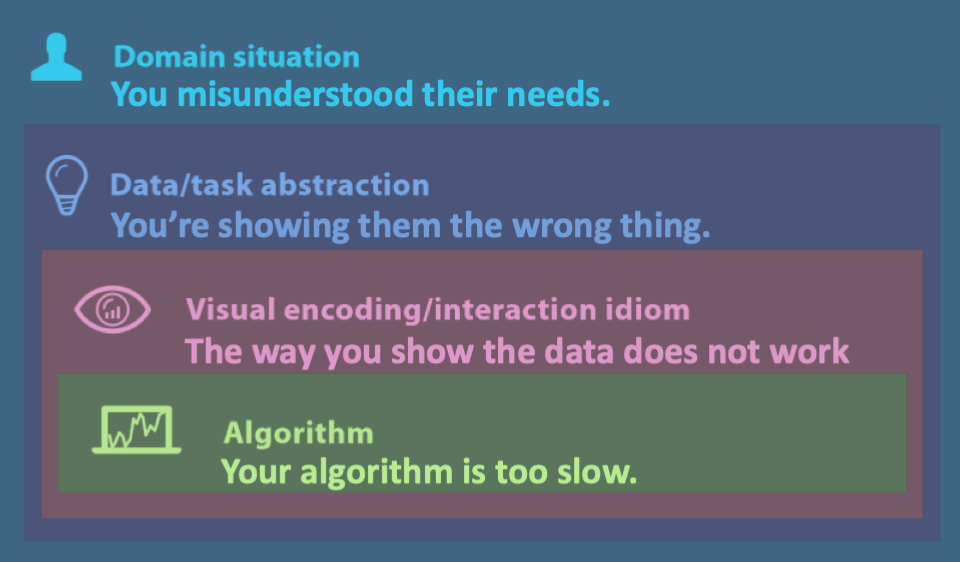 Domain situation
You misunderstood their needs.
Data/task abstraction
You’re showing them the wrong thing.
Visual encoding/interaction idiom
The way you show the data does not work
Algorithm
Your algorithm is too slow.